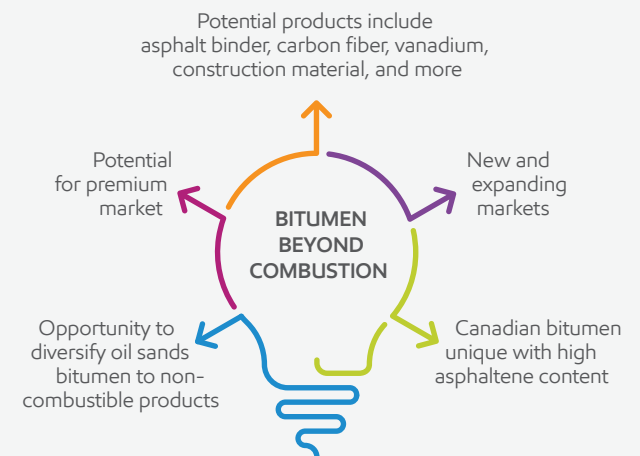 Potential products include
asphalt binder, carbon fiber, vanadium,
construction material, and more
Potential
for premium
market
New and
expanding
markets
BITUMEN
BEYOND
COMBUSTION
Opportunity to
diversify oil sands
bitumen to non-
combustible products
Canadian bitumen
unique with high
asphaltene content